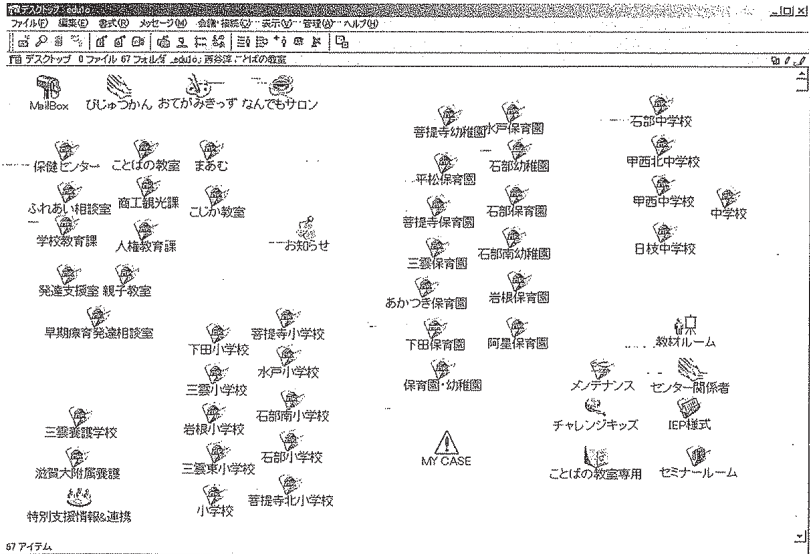 デスクトップ
ファイル(F) 編集(E) 書式(R) メッセージ(M) 会議・接続(C) 表示(V) 管理(A) ヘルプ(H)
デスクトップ 0 ファイル 67 フォルダ ことばの教室
MailBox びじゅつかん おてがみきっず なんでもサロン
菩提寺幼稚園 水戸保育園 石部中学校
保健センター ことばの教室 まあむ
平松保育園 石部幼稚園 甲西北中学校
ふれあい相談室 商工観光課 こじか教室
菩提寺保育園 石部保育園 甲西中学校 中学校
学校教育課 人権教育課 お知らせ
三雲保育園 石部南幼稚園 日枝中学校
発達支援室 親子教室
あかつき保育園 岩根保育園
早期療育発達相談室 下田小学校 菩提寺小学校
下田保育園 阿星保育園 教材ルーム
三雲小学校 水戸小学校
保育園・幼稚園 メンテナンス センター関係者
三雲養護学校 岩根小学校 石部南小学校
チャレンジキッズ IEP様式
滋賀大附属養護 三雲東小学校 石部小学校
MY CASE ことばの教室専用 セミナールーム
特別支援情報&連携 小学校 菩提寺北小学校
67 アイテム